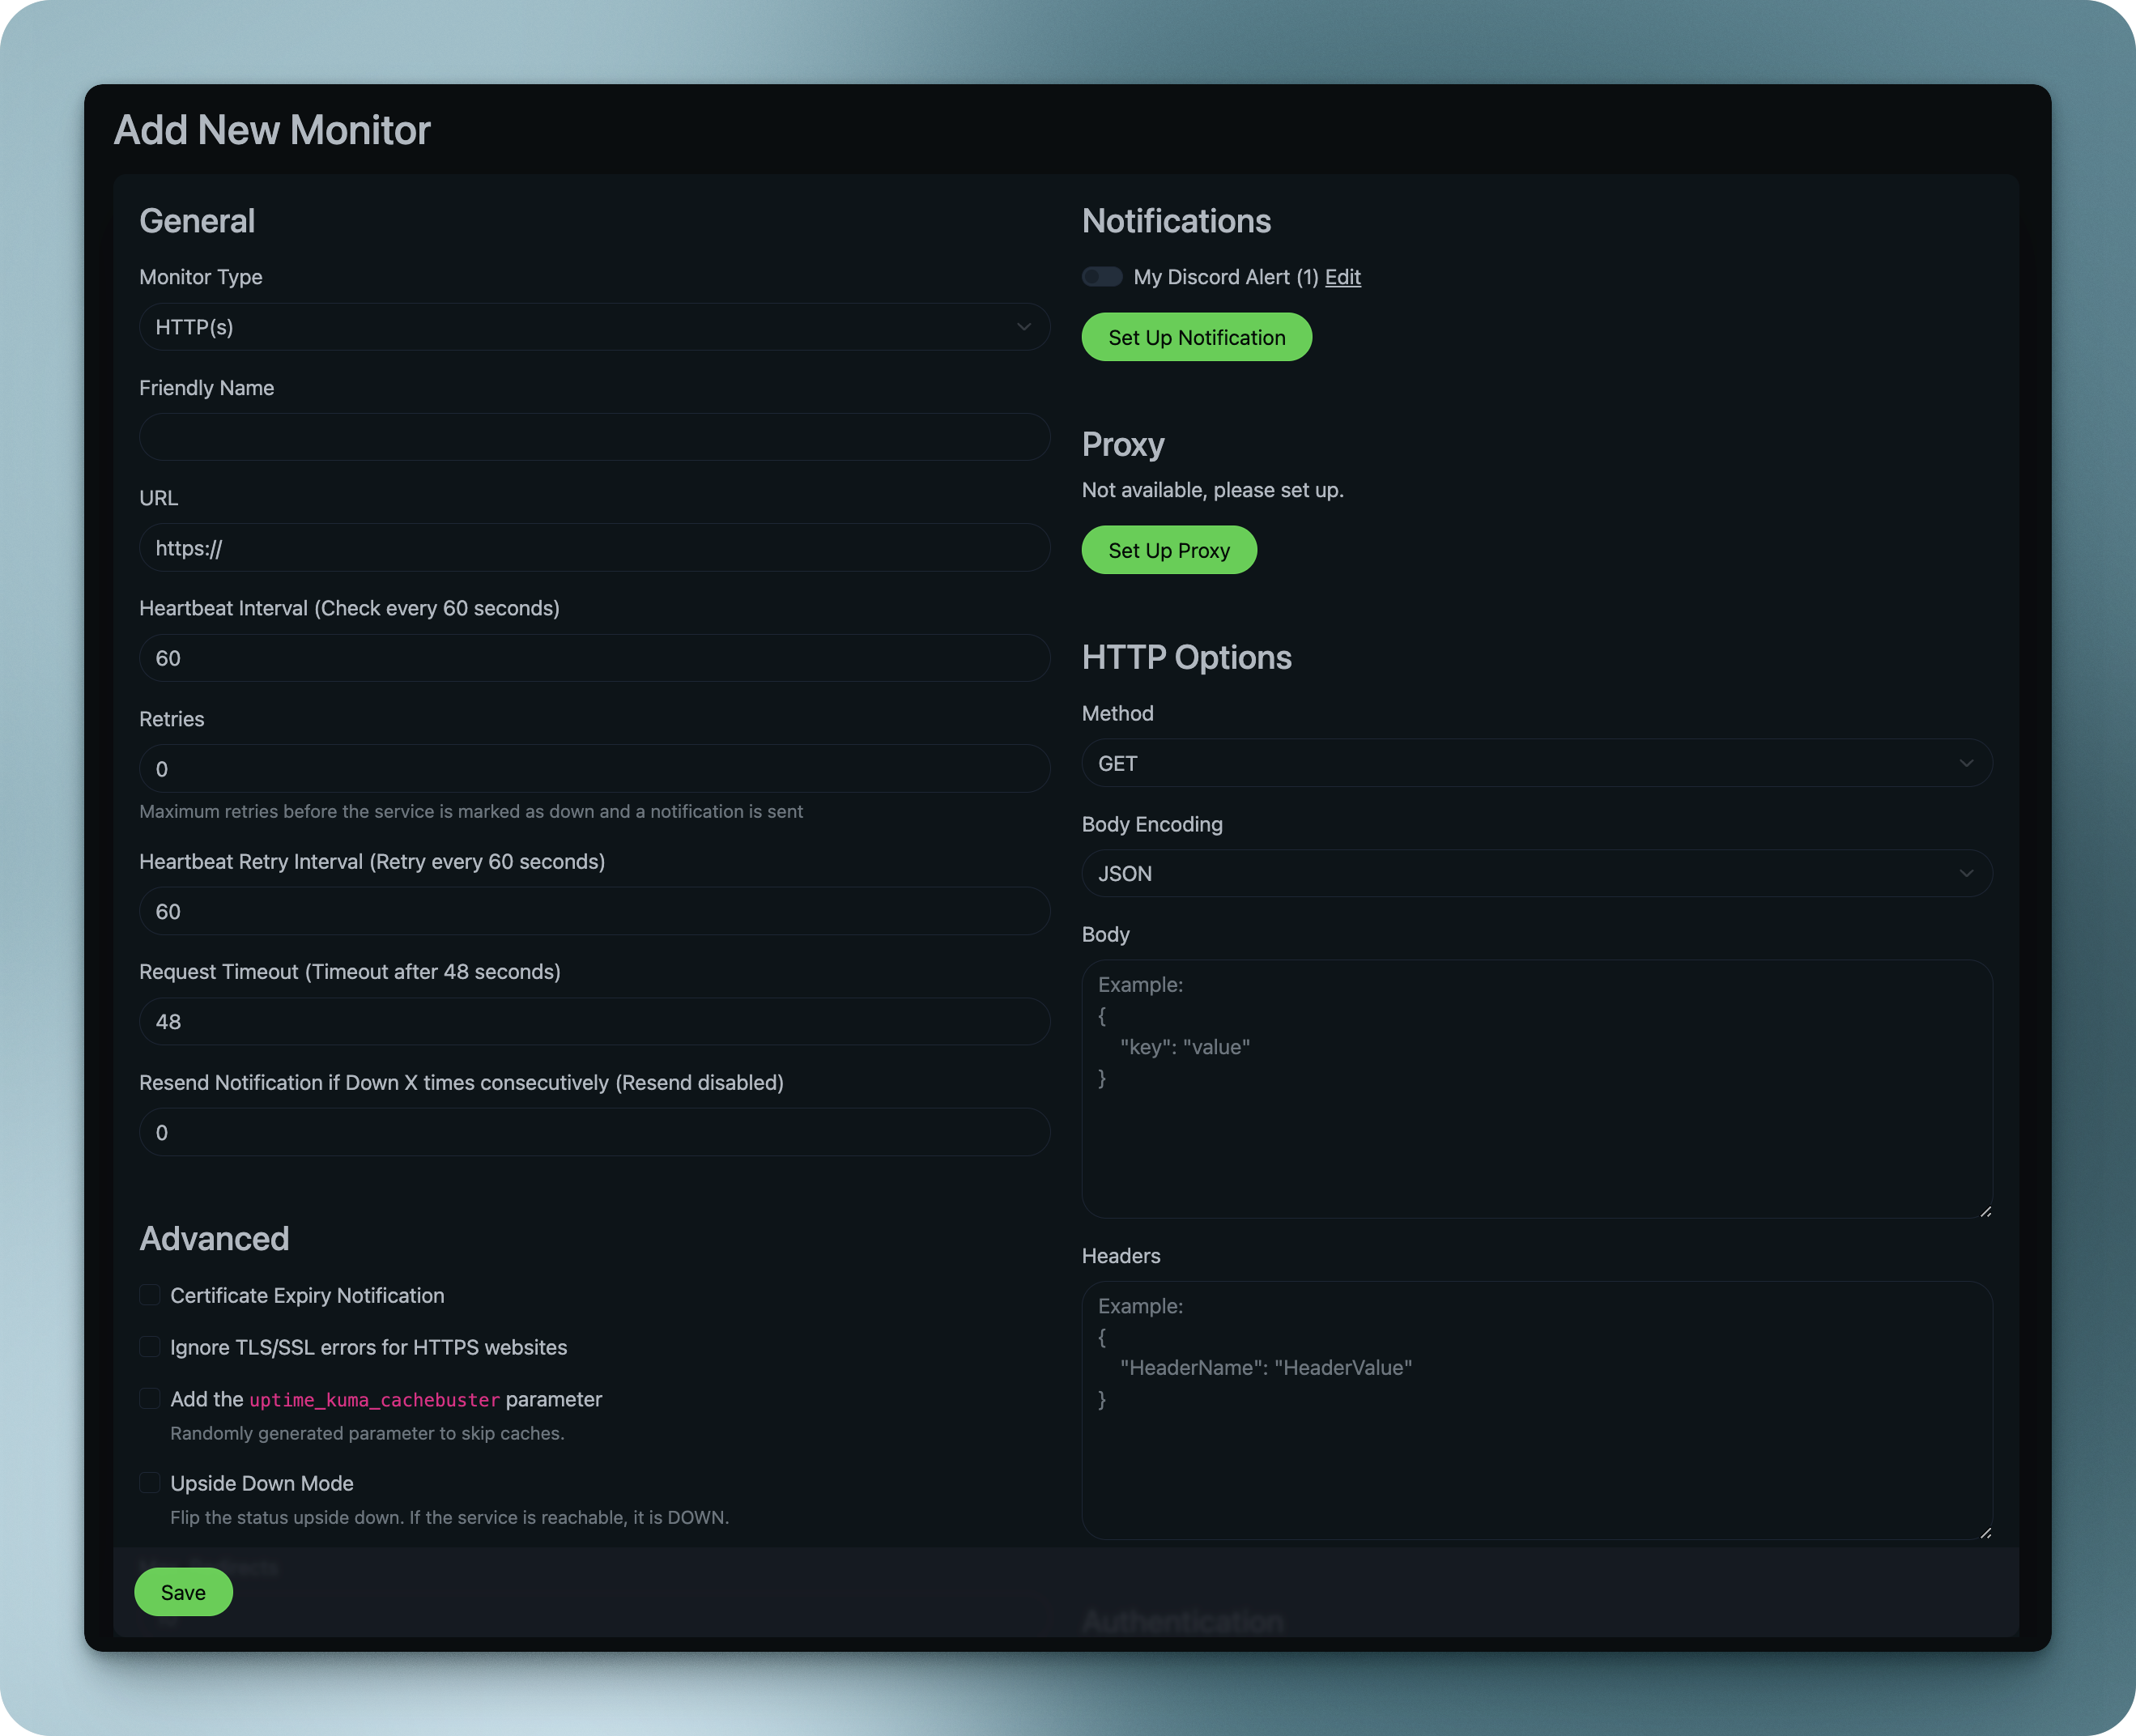 Add New Monitor
General
Monitor Type
HTTP(s)
Friendly Name
URL
https://
Heartbeat Interval (Check every 60 seconds)
60
Retries
0
Maximum retries before the service is marked as down and a notification is sent
Heartbeat Retry Interval (Retry every 60 seconds)
60
Request Timeout (Timeout after 48 seconds)
48
Resend Notification if Down X times consecutively (Resend disabled)
0
Advanced
Certificate Expiry Notification
Ignore TLS/SSL errors for HTTPS websites
Add the uptime_kuma_cachebuster parameter
Randomly generated parameter to skip caches.
Upside Down Mode
Flip the status upside down. If the service is reachable, it is DOWN.
Save
Notifications
My Discord Alert (1) Edit
Set Up Notification
Proxy
Not available, please set up.
Set Up Proxy
HTTP Options
Method
GET
Body Encoding
JSON
Body
Example:
{
"key": "value"
}
Headers
Example:
{
"HeaderName": "HeaderValue"
}
Authentication